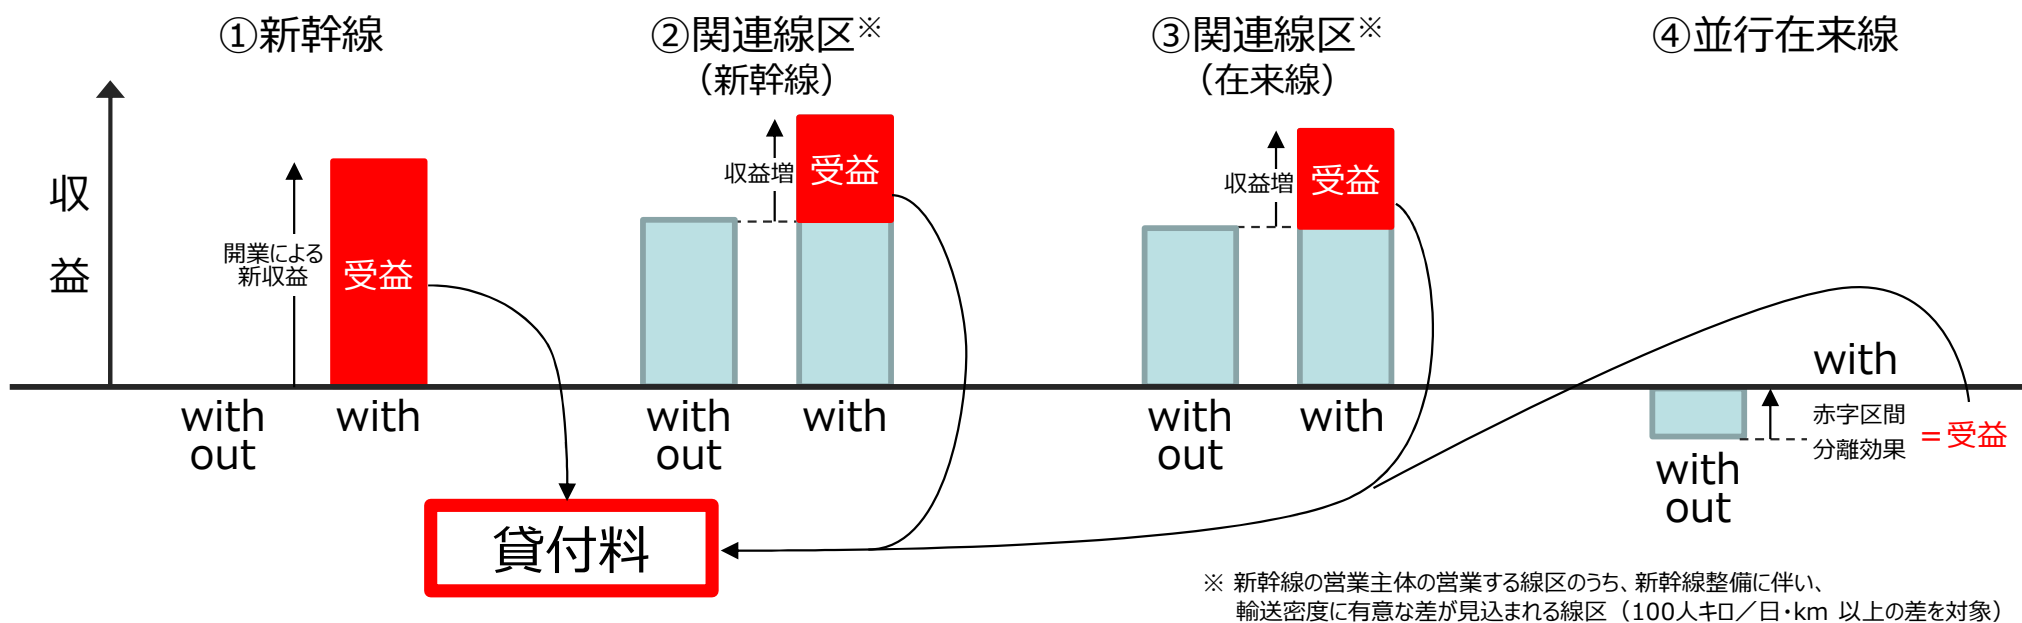 ①新幹線
②関連線区※
（新幹線）
③関連線区※
（在来線）
④並行在来線
収
益
開業による
新収益
受益
with
out
with
収益増
受益
with
out
with
収益増
受益
with
out
with
with
赤字区間
分離効果
＝受益
with
out
貸付料
※ 新幹線の営業主体の営業する線区のうち、新幹線整備に伴い、
輸送密度に有意な差が見込まれる線区（100人キロ／日・km 以上の差を対象）